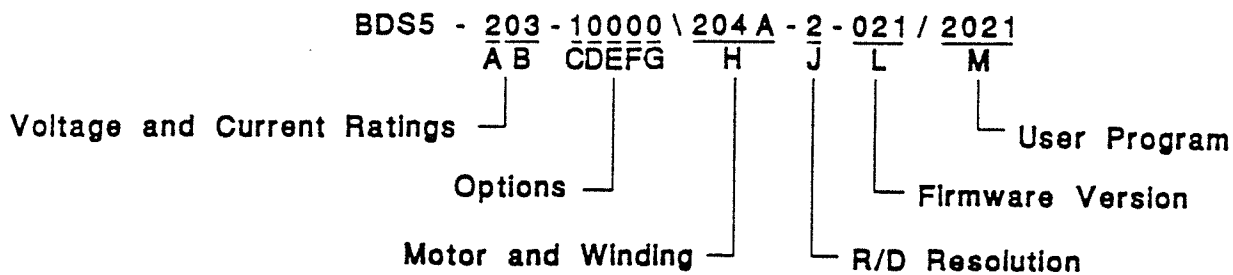 BDS5 - 203 - 10000 \ 204A - 2 - 021 / 2021
A B CDEFG H J L M
Voltage and Current Ratings
User Program
Options
Firmware Version
Motor and Winding
R/D Resolution